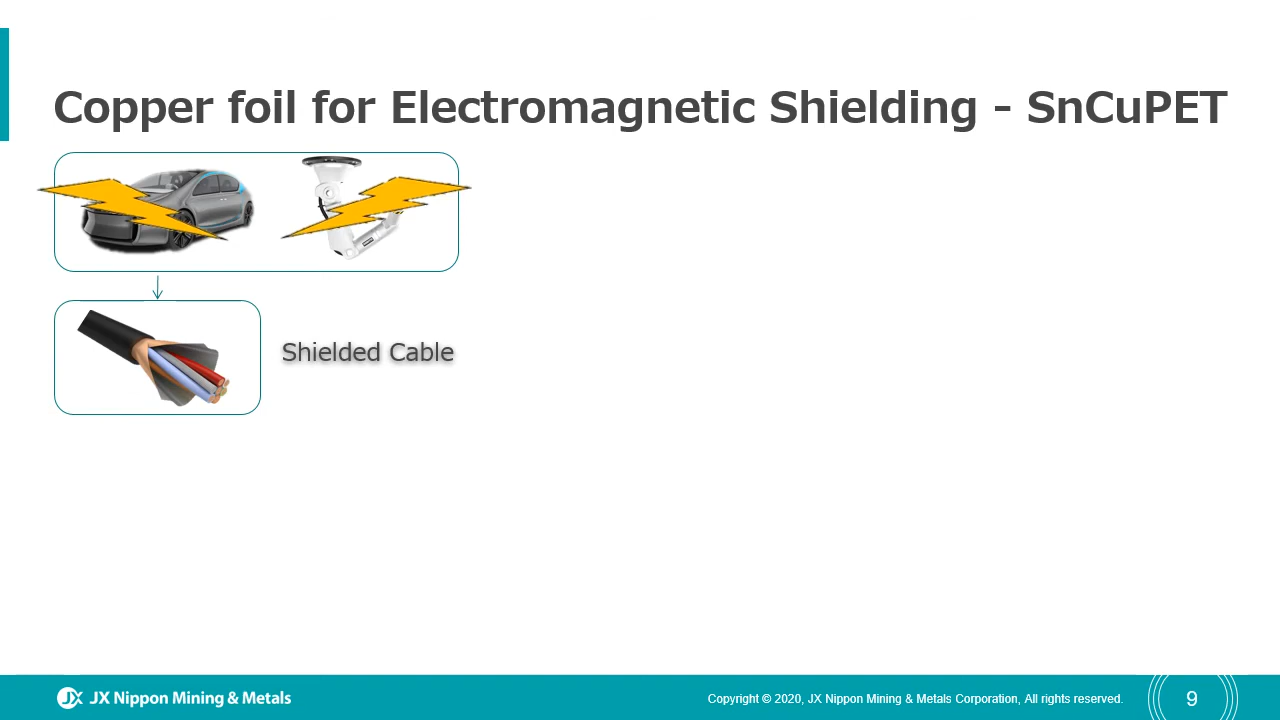 Copper foil for Electromagnetic Shielding - SnCuPET
Shielded Cable
JX JX Nippon Mining & Metals
Copyright © 2020, JX Nippon Mining & Metals Corporation, All rights reserved.
9